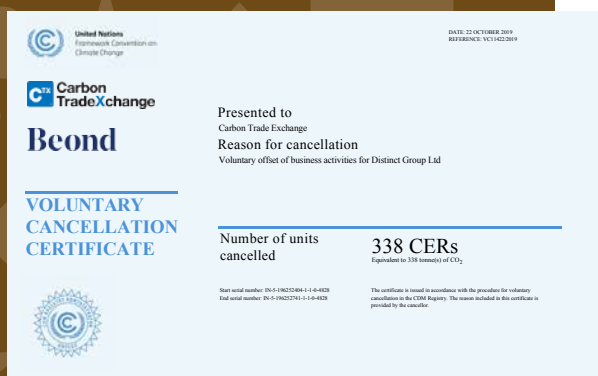 United Nations
Framework Convention on
Climate Change
DATE: 22 OCTOBER 2019
REFERENCE: VC11422/2019
CTX Carbon
TradeXchange
Beond
Presented to
Carbon Trade Exchange
Reason for cancellation
Voluntary offset of business activities for Distinct Group Ltd
VOLUNTARY
CANCELLATION
CERTIFICATE
Number of units
cancelled
338 CERs
Equivalent to 338 tonne(s) of CO₂
Start serial number: IN-5-196252404-1-1-0-4828
End serial number: IN-5-196252741-1-1-0-4828
The certificate is issued in accordance with the procedure for voluntary
cancellation in the CDM Registry. The reason included in this certificate is
provided by the canceller.